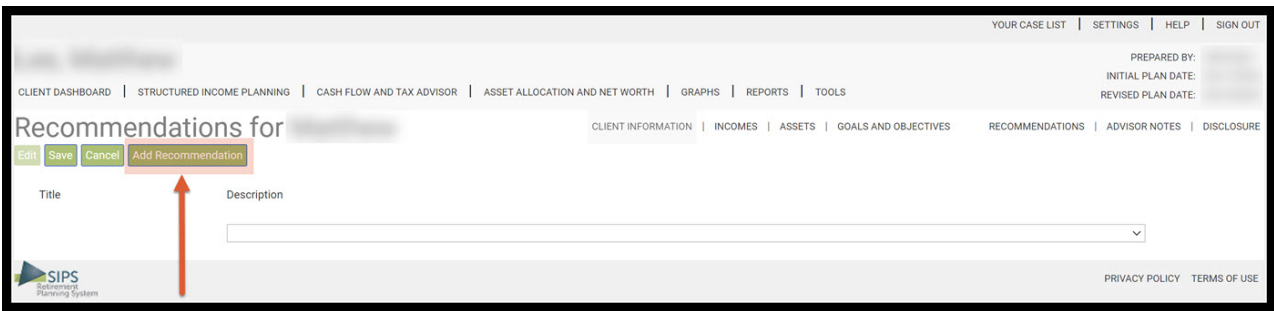 YOUR CASE LIST | SETTINGS | HELP | SIGN OUT
PREPARED BY:
INITIAL PLAN DATE:
CLIENT DASHBOARD | STRUCTURED INCOME PLANNING | CASH FLOW AND TAX ADVISOR | ASSET ALLOCATION AND NET WORTH | GRAPHS | REPORTS | TOOLS
REVISED PLAN DATE:
Recommendations for
CLIENT INFORMATION | INCOMES | ASSETS | GOALS AND OBJECTIVES RECOMMENDATIONS | ADVISOR NOTES | DISCLOSURE
Edit Save Cancel Add Recommendation
Title Description
SIPS
Retirement
Planning System
PRIVACY POLICY TERMS OF USE